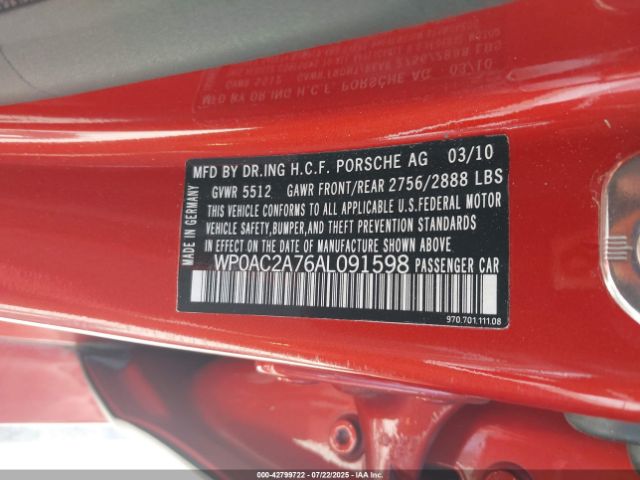 MFD BY DR.ING H.C.F. PORSCHE AG 03/10
GVWR 5512 GAWR FRONT/REAR 2756/2888 LBS
THIS VEHICLE CONFORMS TO ALL APPLICABLE U.S.FEDERAL MOTOR
VEHICLE SAFETY,BUMPER,AND THEFT PREVENTION STANDARDS
IN EFFECT ON THE DATE OF MANUFACTURE SHOWN ABOVE.
WP0AC2A76AL091598 PASSENGER CAR
MADE IN GERMANY
970.701.111.08
000-42799722 | 07/22/2025 | IAA Inc.